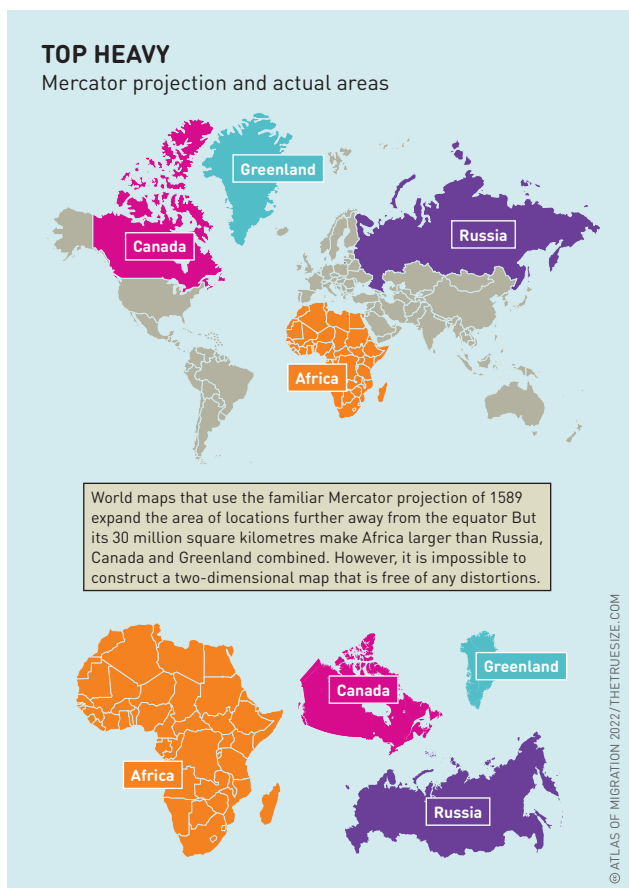 TOP HEAVY
Mercator projection and actual areas
Greenland
Canada
Russia
Africa
World maps that use the familiar Mercator projection of 1589
expand the area of locations further away from the equator But
its 30 million square kilometres make Africa larger than Russia,
Canada and Greenland combined. However, it is impossible to
construct a two-dimensional map that is free of any distortions.
Greenland
Canada
Africa
Russia
🅭 ATLAS OF MIGRATION 2022/THETRUESIZE.COM